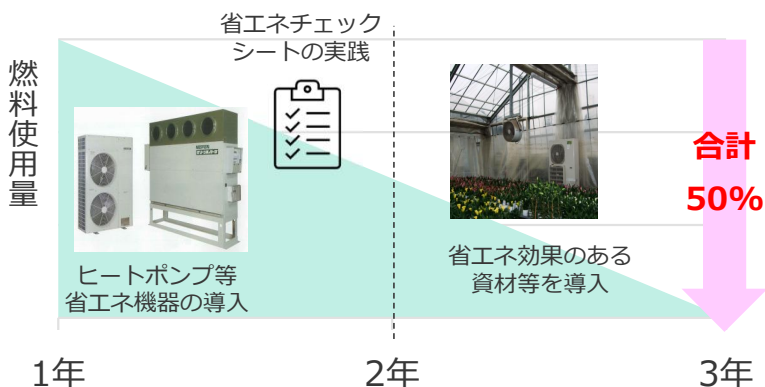 省エネチェック
シートの実践
燃料使用量
合計
50%
ヒートポンプ等
省エネ機器の導入
省エネ効果のある
資材等を導入
1年
2年
3年